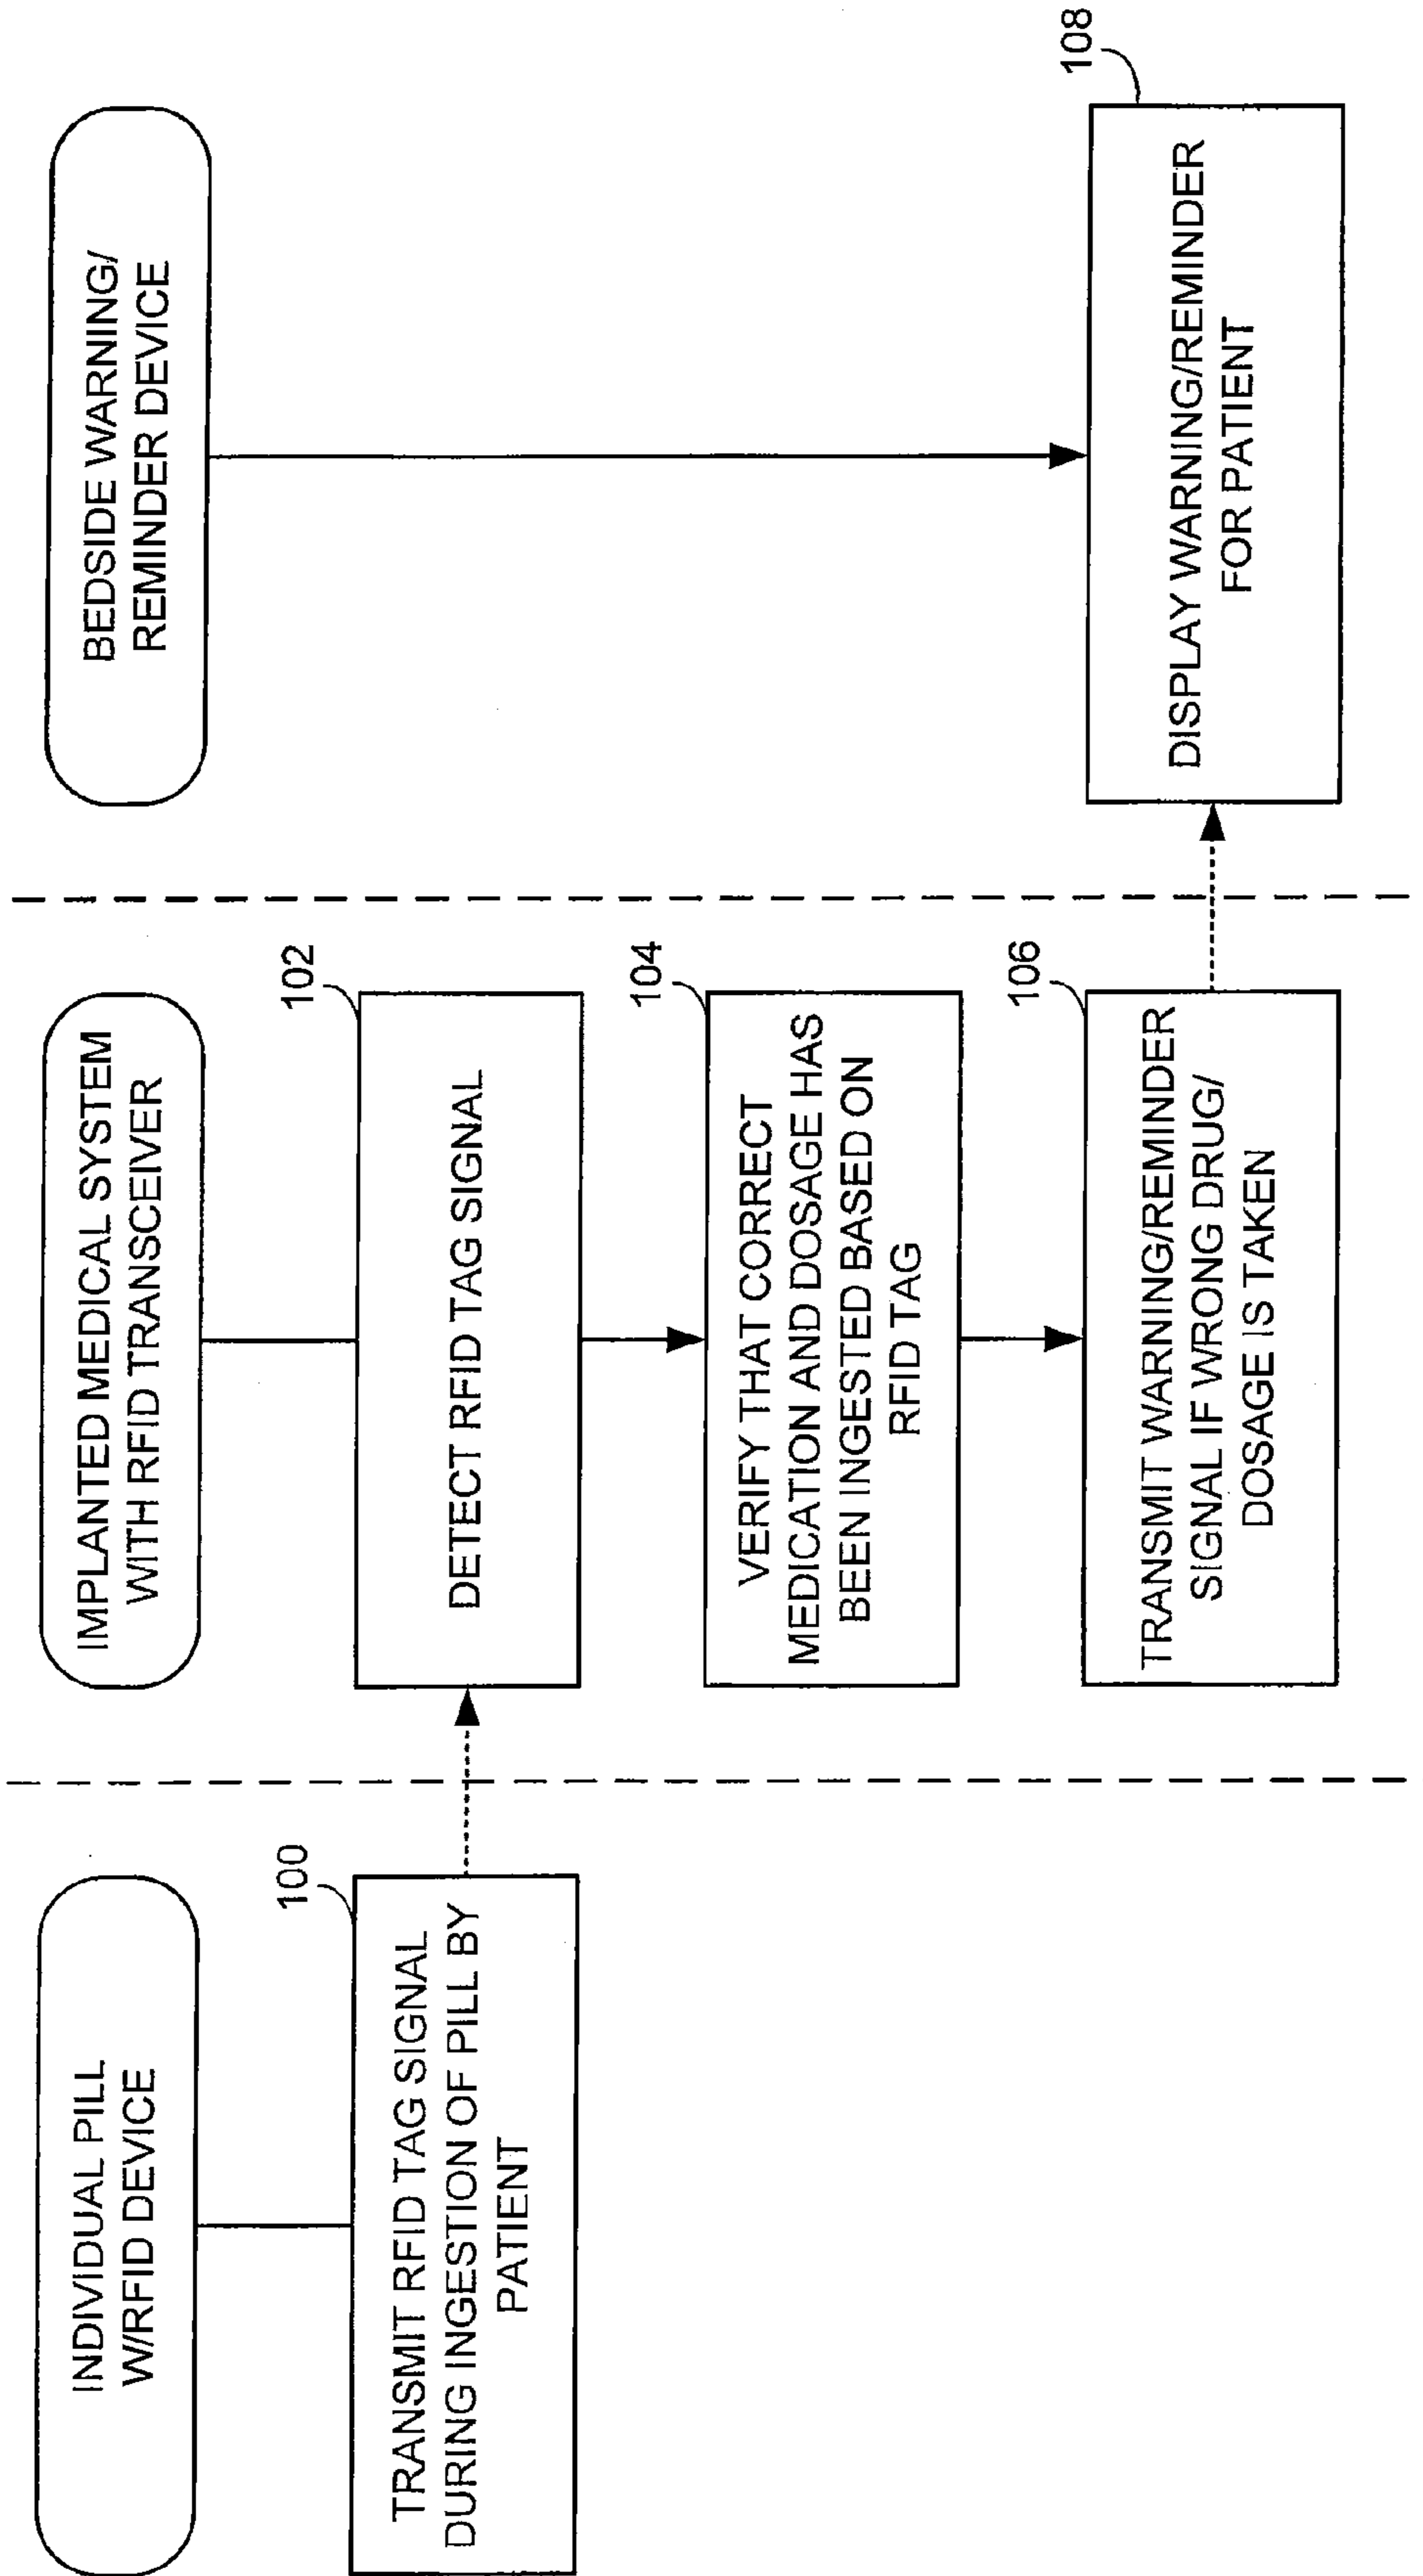 INDIVIDUAL PILL
W/RFID DEVICE
100
TRANSMIT RFID TAG SIGNAL
DURING INGESTION OF PILL BY
PATIENT
IMPLANTED MEDICAL SYSTEM
WITH RFID TRANSCEIVER
102
DETECT RFID TAG SIGNAL
104
VERIFY THAT CORRECT
MEDICATION AND DOSAGE HAS
BEEN INGESTED BASED ON
RFID TAG
106
TRANSMIT WARNING/REMINDER
SIGNAL IF WRONG DRUG/
DOSAGE IS TAKEN
BEDSIDE WARNING/
REMINDER DEVICE
108
DISPLAY WARNING/REMINDER
FOR PATIENT